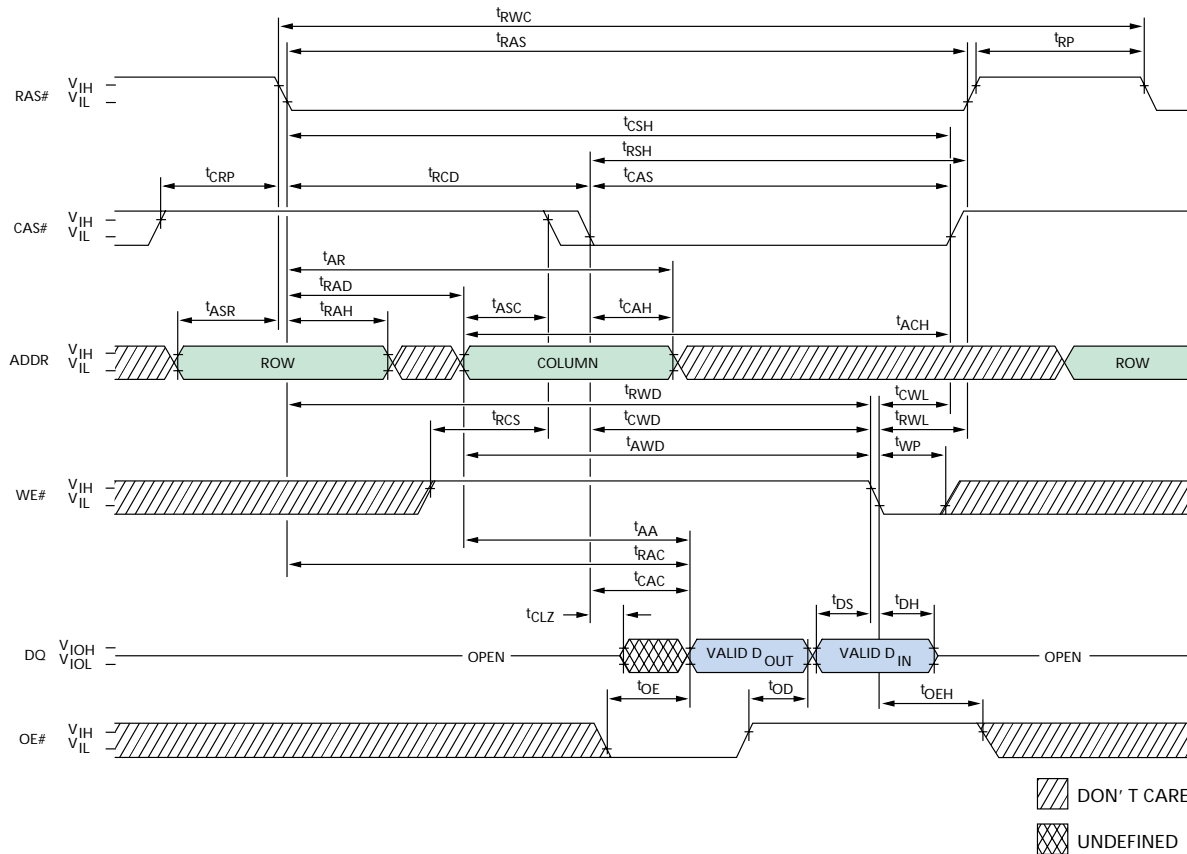 tRWC
tRAS
tRP
RAS#
VIH
VIL
tCSH
tRSH
tCRP
tRCD
tCAS
CAS#
VIH
VIL
tAR
tRAD
tASR
tRAH
tASC
tCAH
tACH
ADDR
VIH
VIL
ROW
COLUMN
ROW
tRWD
tCWL
tRCS
tCWD
tRWL
tAWD
tWP
WE#
VIH
VIL
tAA
tRAC
tCAC
tCLZ
tDS
tDH
DQ
VIOH
VIOL
OPEN
VALID DOUT
VALID DIN
OPEN
tOE
tOD
tOEH
OE#
VIH
VIL
DON' T CARE
UNDEFINED